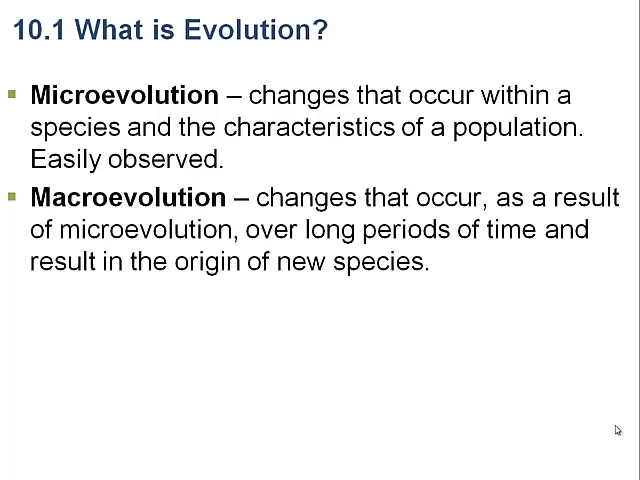 10.1 What is Evolution?
▪ Microevolution – changes that occur within a
species and the characteristics of a population.
Easily observed.
▪ Macroevolution – changes that occur, as a result
of microevolution, over long periods of time and
result in the origin of new species.